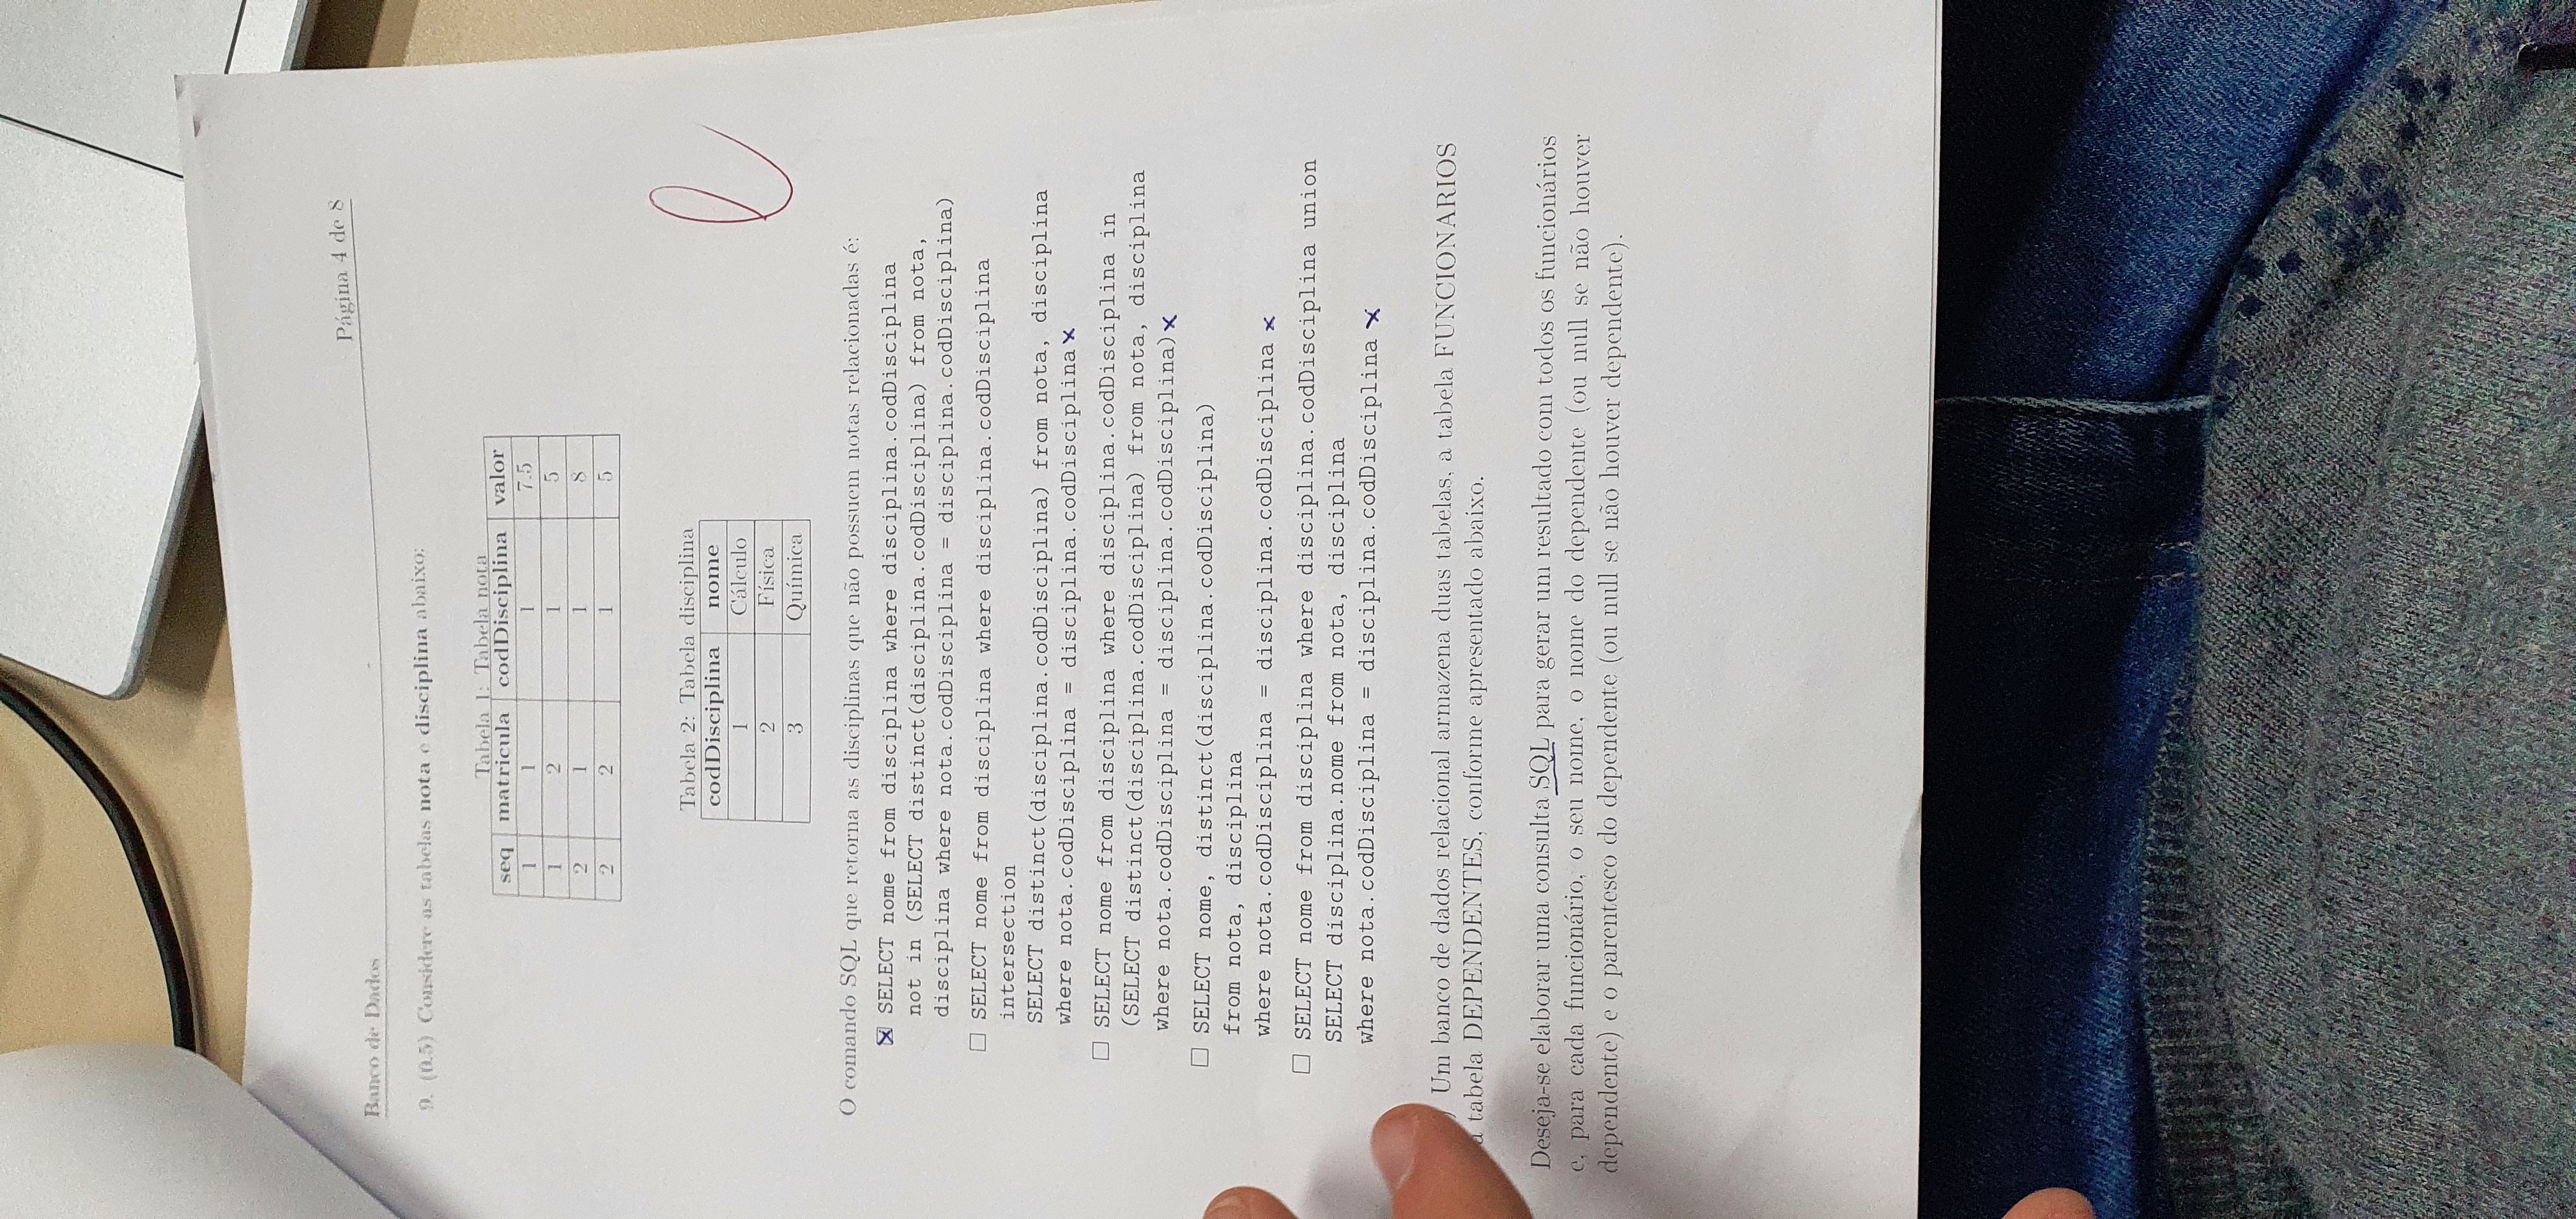 Página 4 de 8
Banco de Dados
9. (0.5) Considere as tabelas nota e disciplina abaixo:
Tabela 1: Tabela nota
seq matricula codDisciplina valor
1 1 1 7.5
1 2 1 5
2 1 1 8
2 2 1 5
Tabela 2: Tabela disciplina
codDisciplina nome
1 Cálculo
2 Física
3 Química
O comando SQL que retorna as disciplinas que não possuem notas relacionadas é:
SELECT nome from disciplina where disciplina.codDisciplina
not in (SELECT distinct(disciplina.codDisciplina) from nota,
disciplina where nota.codDisciplina = disciplina.codDisciplina)
SELECT nome from disciplina where disciplina.codDisciplina
intersection
SELECT distinct(disciplina.codDisciplina) from nota, disciplina
where nota.codDisciplina = disciplina.codDisciplina
SELECT nome from disciplina where disciplina.codDisciplina in
(SELECT distinct(disciplina.codDisciplina) from nota, disciplina
where nota.codDisciplina = disciplina.codDisciplina)
SELECT nome, distinct(disciplina.codDisciplina)
from nota, disciplina
where nota.codDisciplina = disciplina.codDisciplina
SELECT nome from disciplina where disciplina.codDisciplina union
SELECT disciplina.nome from nota, disciplina
where nota.codDisciplina = disciplina.codDisciplina
) Um banco de dados relacional armazena duas tabelas, a tabela FUNCIONARIOS
a tabela DEPENDENTES, conforme apresentado abaixo.
Deseja-se elaborar uma consulta SQL para gerar um resultado com todos os funcionários
e, para cada funcionário, o seu nome, o nome do dependente (ou null se não houver
dependente) e o parentesco do dependente (ou null se não houver dependente).